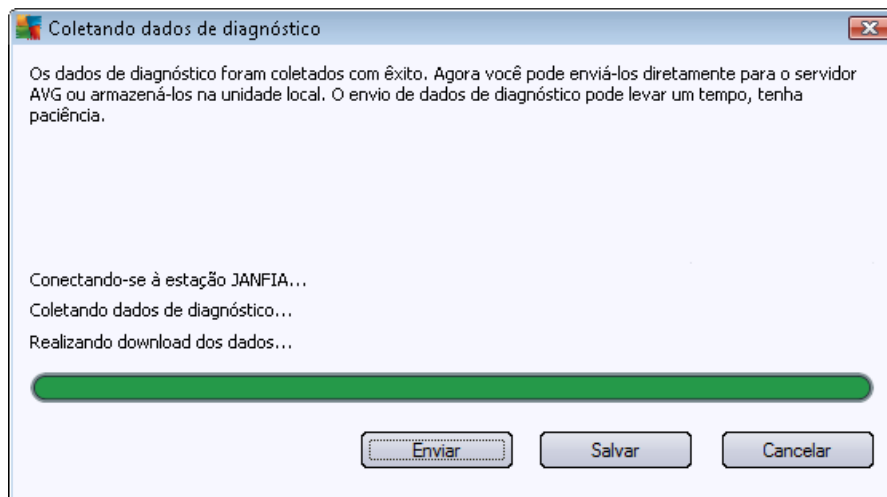 Coletando dados de diagnóstico
Os dados de diagnóstico foram coletados com êxito. Agora você pode enviá-los diretamente para o servidor
AVG ou armazená-los na unidade local. O envio de dados de diagnóstico pode levar um tempo, tenha
paciência.
Conectando-se à estação JANFIA...
Coletando dados de diagnóstico...
Realizando download dos dados...
Enviar
Salvar
Cancelar